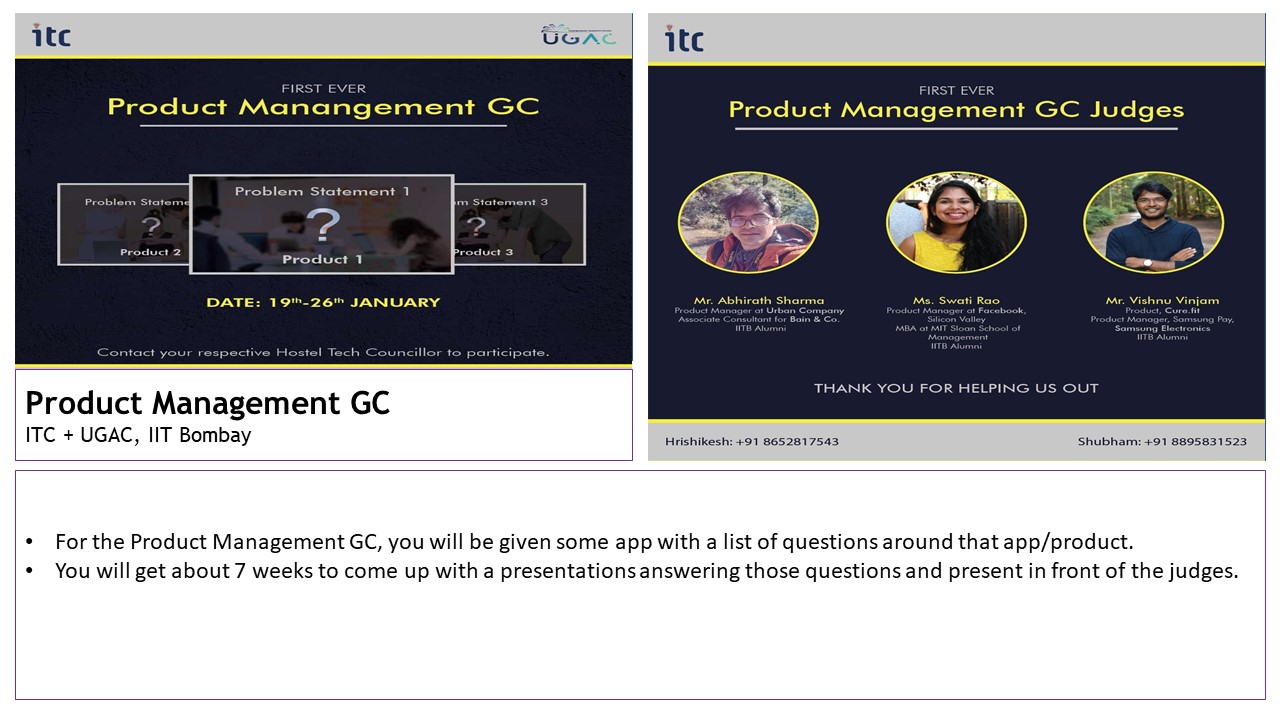 itc
UGAC
FIRST EVER
Product Manangement GC
Problem Statement 1
?
Product 1
Problem Stateme
?
Product 2
m Statement 3
?
Product 3
DATE: 19th-26th JANUARY
Contact your respective Hostel Tech Councillor to participate.
Product Management GC
ITC + UGAC, IIT Bombay
itc
FIRST EVER
Product Management GC Judges
Mr. Abhirath Sharma
Product Manager at Urban Company
Associate Consultant for Bain & Co.
IITB Alumni
Ms. Swati Rao
Product Manager at Facebook,
Silicon Valley
MBA at MIT Sloan School of
Management
IITB Alumni
Mr. Vishnu Vinjam
Product, Cure.fit
Product Manager, Samsung Pay,
Samsung Electronics
IITB Alumni
THANK YOU FOR HELPING US OUT
Hrishikesh: +91 8652817543
Shubham: +91 8895831523
• For the Product Management GC, you will be given some app with a list of questions around that app/product.
• You will get about 7 weeks to come up with a presentations answering those questions and present in front of the judges.